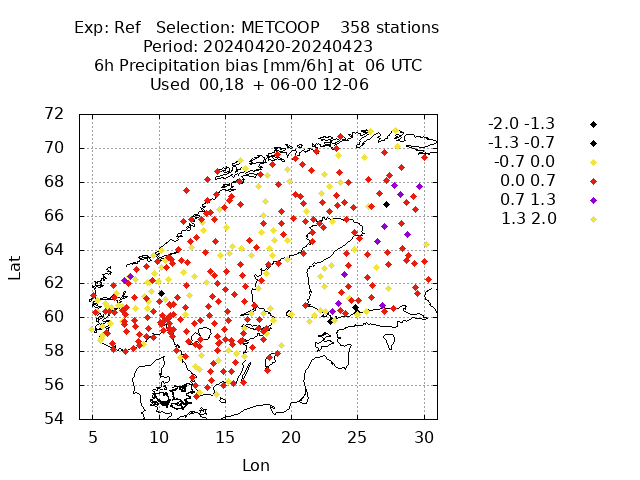 Exp: Ref   Selection: METCOOP    358 stations
Period: 20240420-20240423
6h Precipitation bias [mm/6h] at  06 UTC
Used 00,18  + 06-00 12-06
-2.0 -1.3
-1.3 -0.7
-0.7 0.0
0.0 0.7
0.7 1.3
1.3 2.0
72
70
68
66
64
62
60
58
56
54
Lat
5 10 15 20 25 30
Lon